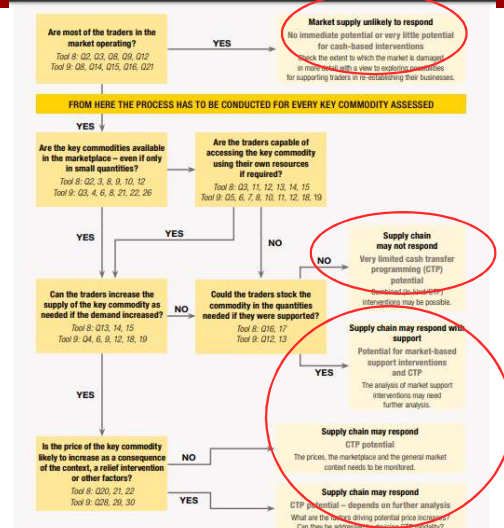 Are most of the traders in the
market operating?
Tool 8: Q2, Q3, Q8, Q9, Q12
Tool 9: Q8, Q14, Q15, Q16, Q21
YES
Market supply unlikely to respond
No immediate potential or very little potential
for cash-based interventions
Check the extent to which the market is damaged
in more detail with a view to exploring possibilities
for supporting traders in re-establishing their businesses.
FROM HERE THE PROCESS HAS TO BE CONDUCTED FOR EVERY KEY COMMODITY ASSESSED
YES
Are the key commodities available
in the marketplace – even if only
in small quantities?
Tool 8: Q2, 3, 8, 9, 10, 12
Tool 9: Q3, 4, 6, 8, 21, 22, 26
Are the traders capable of
accessing the key commodity
using their own resources
if required?
Tool 8: Q3, 11, 12, 13, 14, 15
Tool 9: Q5, 6, 7, 8, 10, 11, 12, 18, 19
YES
YES
NO
NO
Supply chain
may not respond
Very limited cash transfer
programming (CTP)
potential
Combined (in-kind/CTP)
interventions may be possible.
Can the traders increase the
supply of the key commodity as
needed if the demand increased?
Tool 8: Q13, 14, 15
Tool 9: Q4, 6, 9, 12, 18, 19
NO
Could the traders stock the
commodity in the quantities
needed if they were supported?
Tool 8: Q16, 17
Tool 9: Q12, 13
YES
Supply chain may respond with
support
Potential for market-based
support interventions
and CTP
The analysis of market support
interventions may need
further analysis.
YES
Is the price of the key commodity
likely to increase as a consequence
of the context, a relief intervention
or other factors?
Tool 8: Q20, 21, 22
Tool 9: Q28, 29, 30
NO
Supply chain may respond
CTP potential
The prices, the marketplace and the general market
context needs to be monitored.
YES
Supply chain may respond
CTP potential – depends on further analysis
What are the factors driving potential price increases?
Can they be addressed by designing CTP modality?